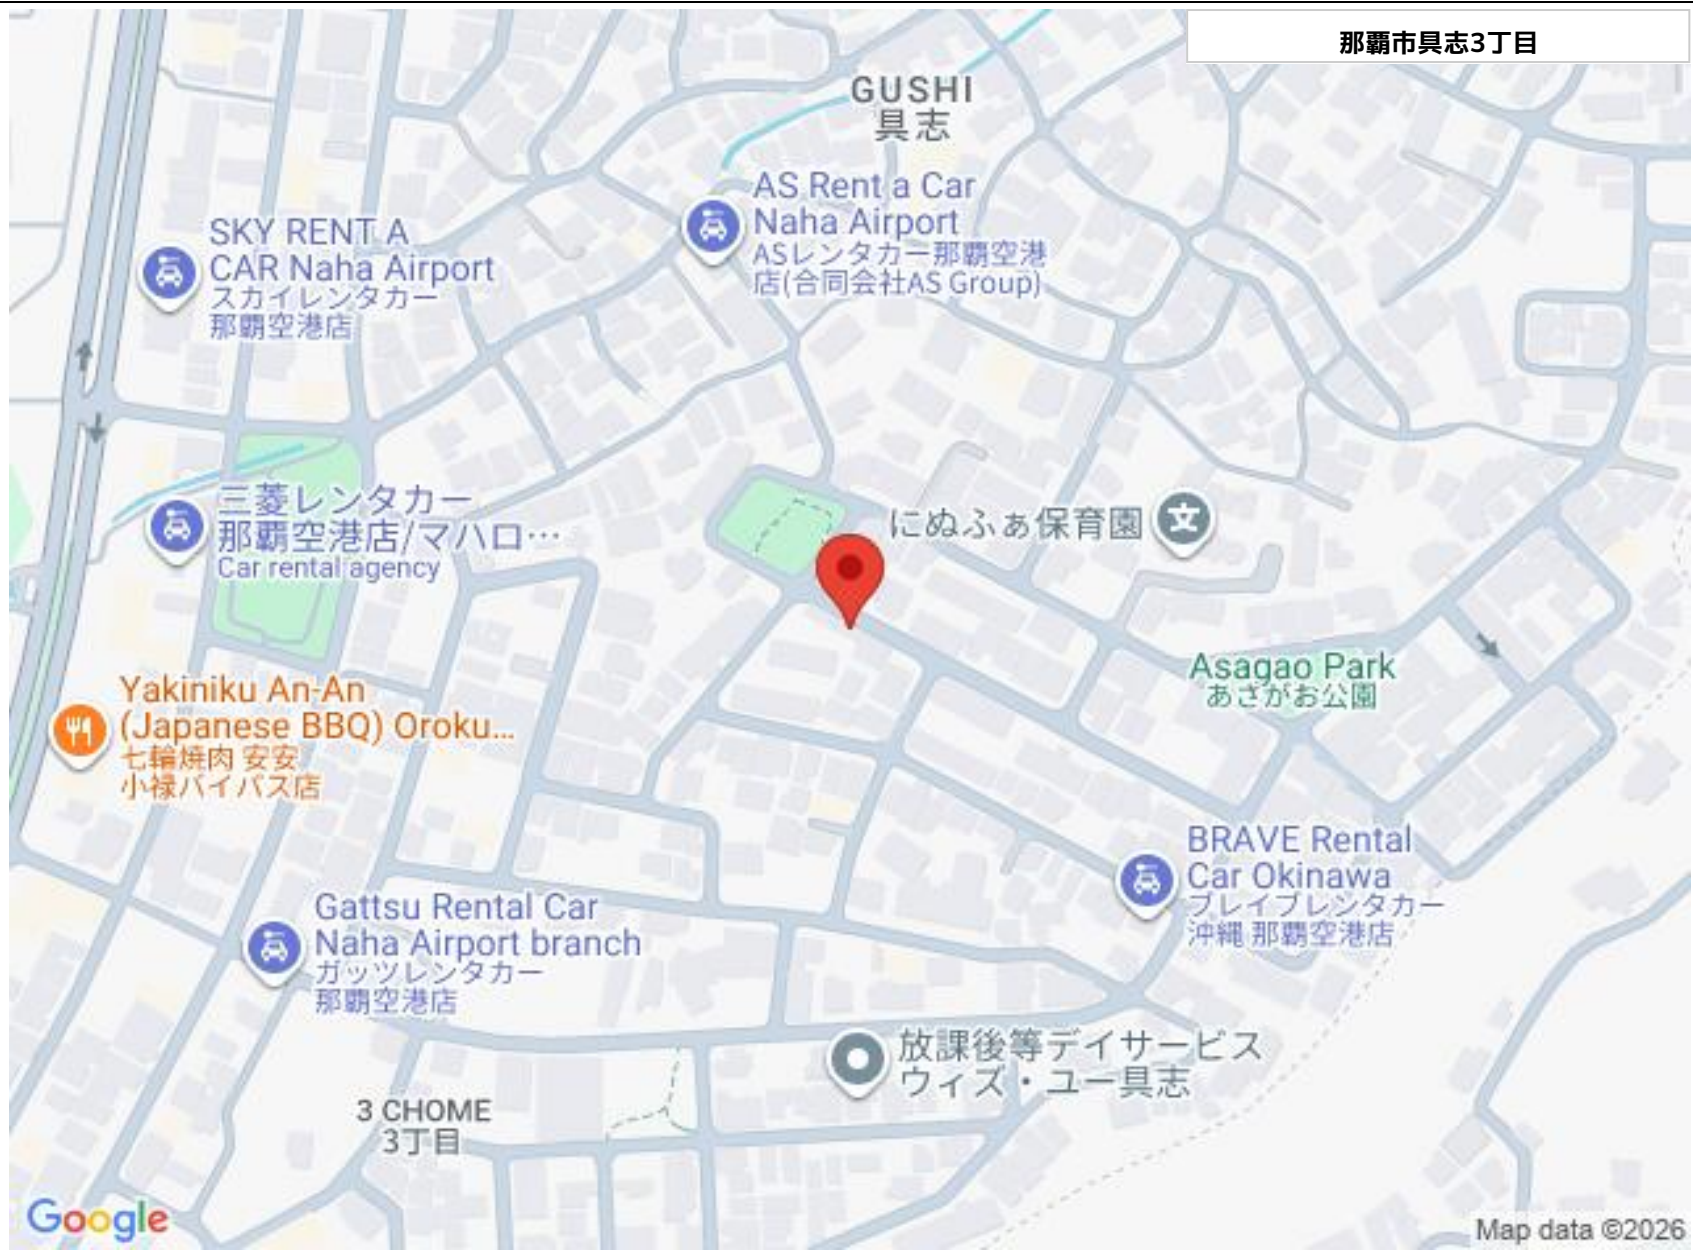 那覇市具志3丁目
GUSHI
具志
AS Rent a Car
Naha Airport
ASレンタカー那覇空港
店(合同会社AS Group)
SKY RENT A
CAR Naha Airport
スカイレンタカー
那覇空港店
三菱レンタカー
那覇空港店/マハロ…
Car rental agency
にぬふぁ保育園
文
Asagao Park
あさがお公園
Yakiniku An-An
(Japanese BBQ) Oroku...
七輪焼肉 安安
小禄バイパス店
BRAVE Rental
Car Okinawa
ブレイブレンタカー
沖縄 那覇空港店
Gattsu Rental Car
Naha Airport branch
ガッツレンタカー
那覇空港店
放課後等デイサービス
ウィズ・ユー具志
3 CHOME
3丁目
Google
Map data ©2026